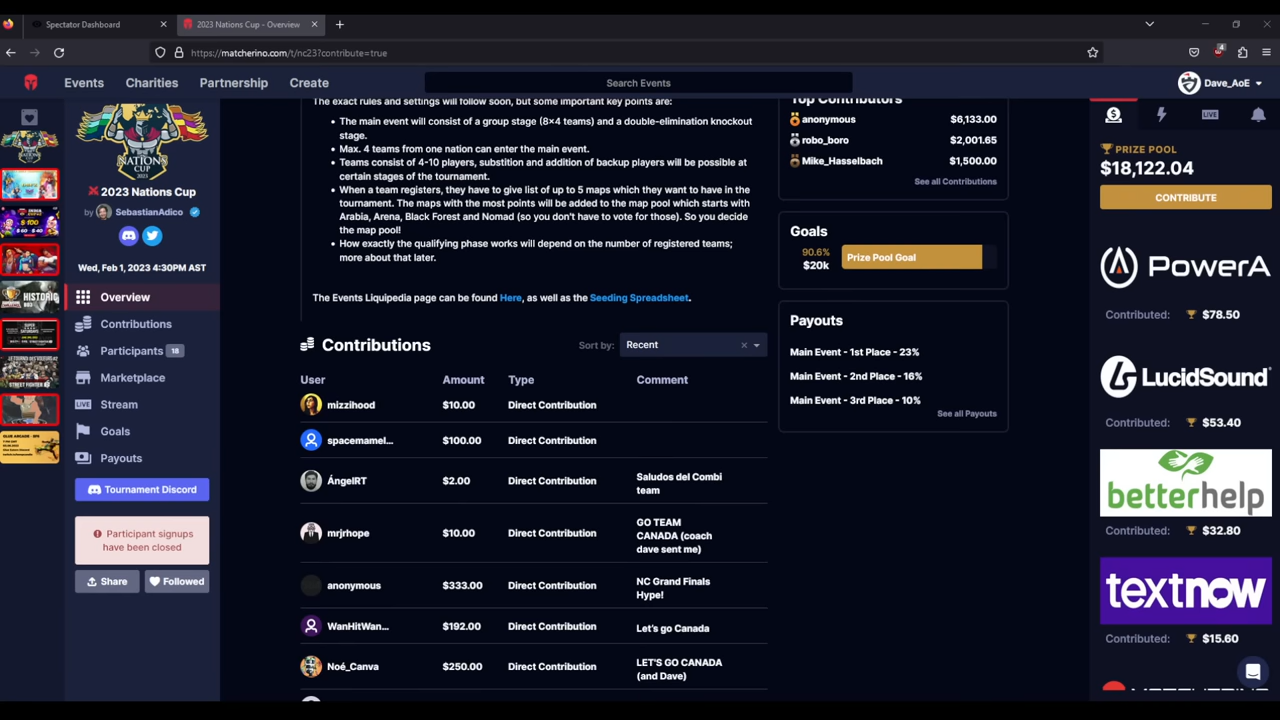 Spectator Dashboard
2023 Nations Cup - Overview
https://matcherino.com/t/nc23?contribute=true
4
Events
Charities
Partnership
Create
Search Events
Dave_AoE
NATIONS
CUP
2023
2023 Nations Cup
by SebastianAdico
Wed, Feb 1, 2023 4:30PM AST
Overview
Contributions
Participants 18
Marketplace
LIVE Stream
Goals
Payouts
Tournament Discord
Participant signups
have been closed
Share
Followed
The exact rules and settings will follow soon, but some important key points are:
The main event will consist of a group stage (8×4 teams) and a double-elimination knockout
stage.
Max. 4 teams from one nation can enter the main event.
Teams consist of 4-10 players, substition and addition of backup players will be possible at
certain stages of the tournament.
When a team registers, they have to give list of up to 5 maps which they want to have in the
tournament. The maps with the most points will be added to the map pool which starts with
Arabia, Arena, Black Forest and Nomad (so you don't have to vote for those). So you decide
the map pool!
How exactly the qualifying phase works will depend on the number of registered teams;
more about that later.
The Events Liquipedia page can be found Here, as well as the Seeding Spreadsheet.
Contributions
Sort by: Recent
User Amount Type Comment
mizzihood $10.00 Direct Contribution
spacemamel... $100.00 Direct Contribution
ÁngelRT $2.00 Direct Contribution Saludos del Combi
team
mrjrhope $10.00 Direct Contribution GO TEAM
CANADA (coach
dave sent me)
anonymous $333.00 Direct Contribution NC Grand Finals
Hype!
WanHitWan... $192.00 Direct Contribution Let's go Canada
Noé_Canva $250.00 Direct Contribution LET'S GO CANADA
(and Dave)
Top Contributors
anonymous $6,133.00
robo_boro $2,001.65
Mike_Hasselbach $1,500.00
See all Contributions
Goals
90.6%
$20k
Prize Pool Goal
Payouts
Main Event - 1st Place - 23%
Main Event - 2nd Place - 16%
Main Event - 3rd Place - 10%
See all Payouts
LIVE
PRIZE POOL
$18,122.04
CONTRIBUTE
POWERA
Contributed: $78.50
LUCIDSOUND
Contributed: $53.40
betterhelp
Contributed: $32.80
textnow
Contributed: $15.60